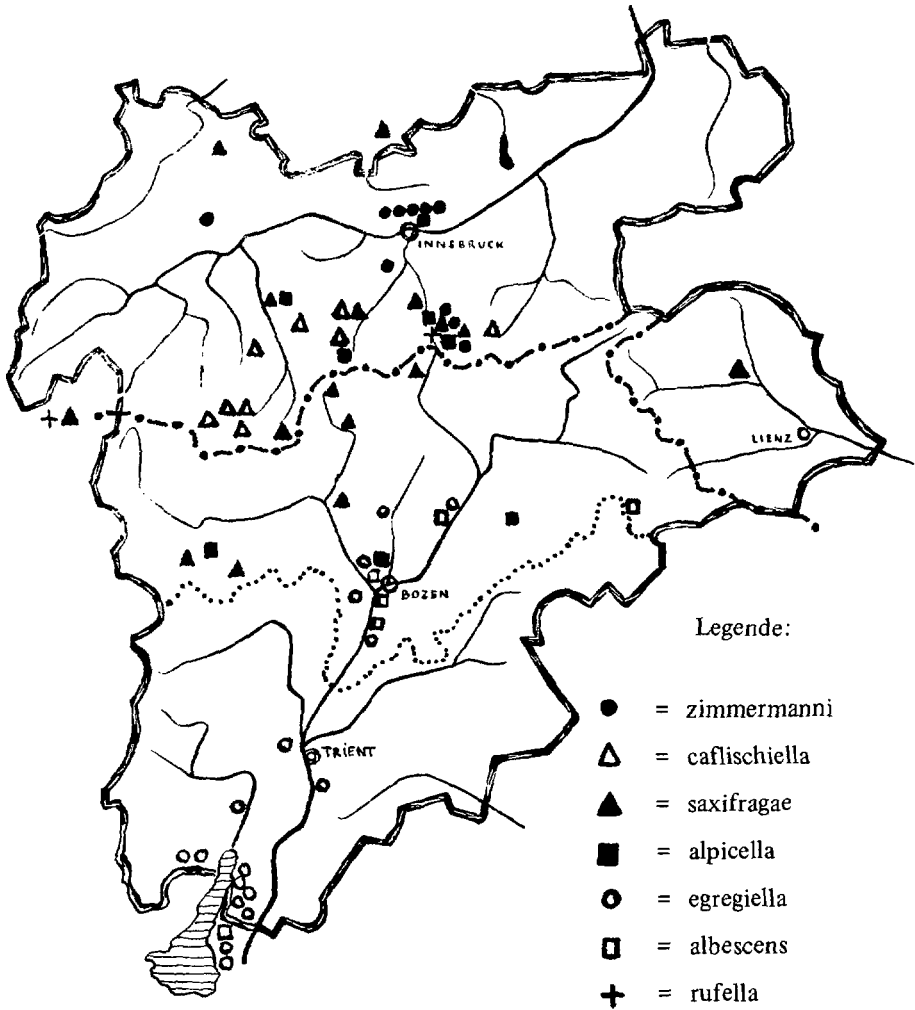 INNSBRUCK
LIENZ
BOZEN
TRIENT
Legende:
= zimmermanni
= caflischiella
= saxifragae
= alpicella
= egregiella
= albescens
= rufella